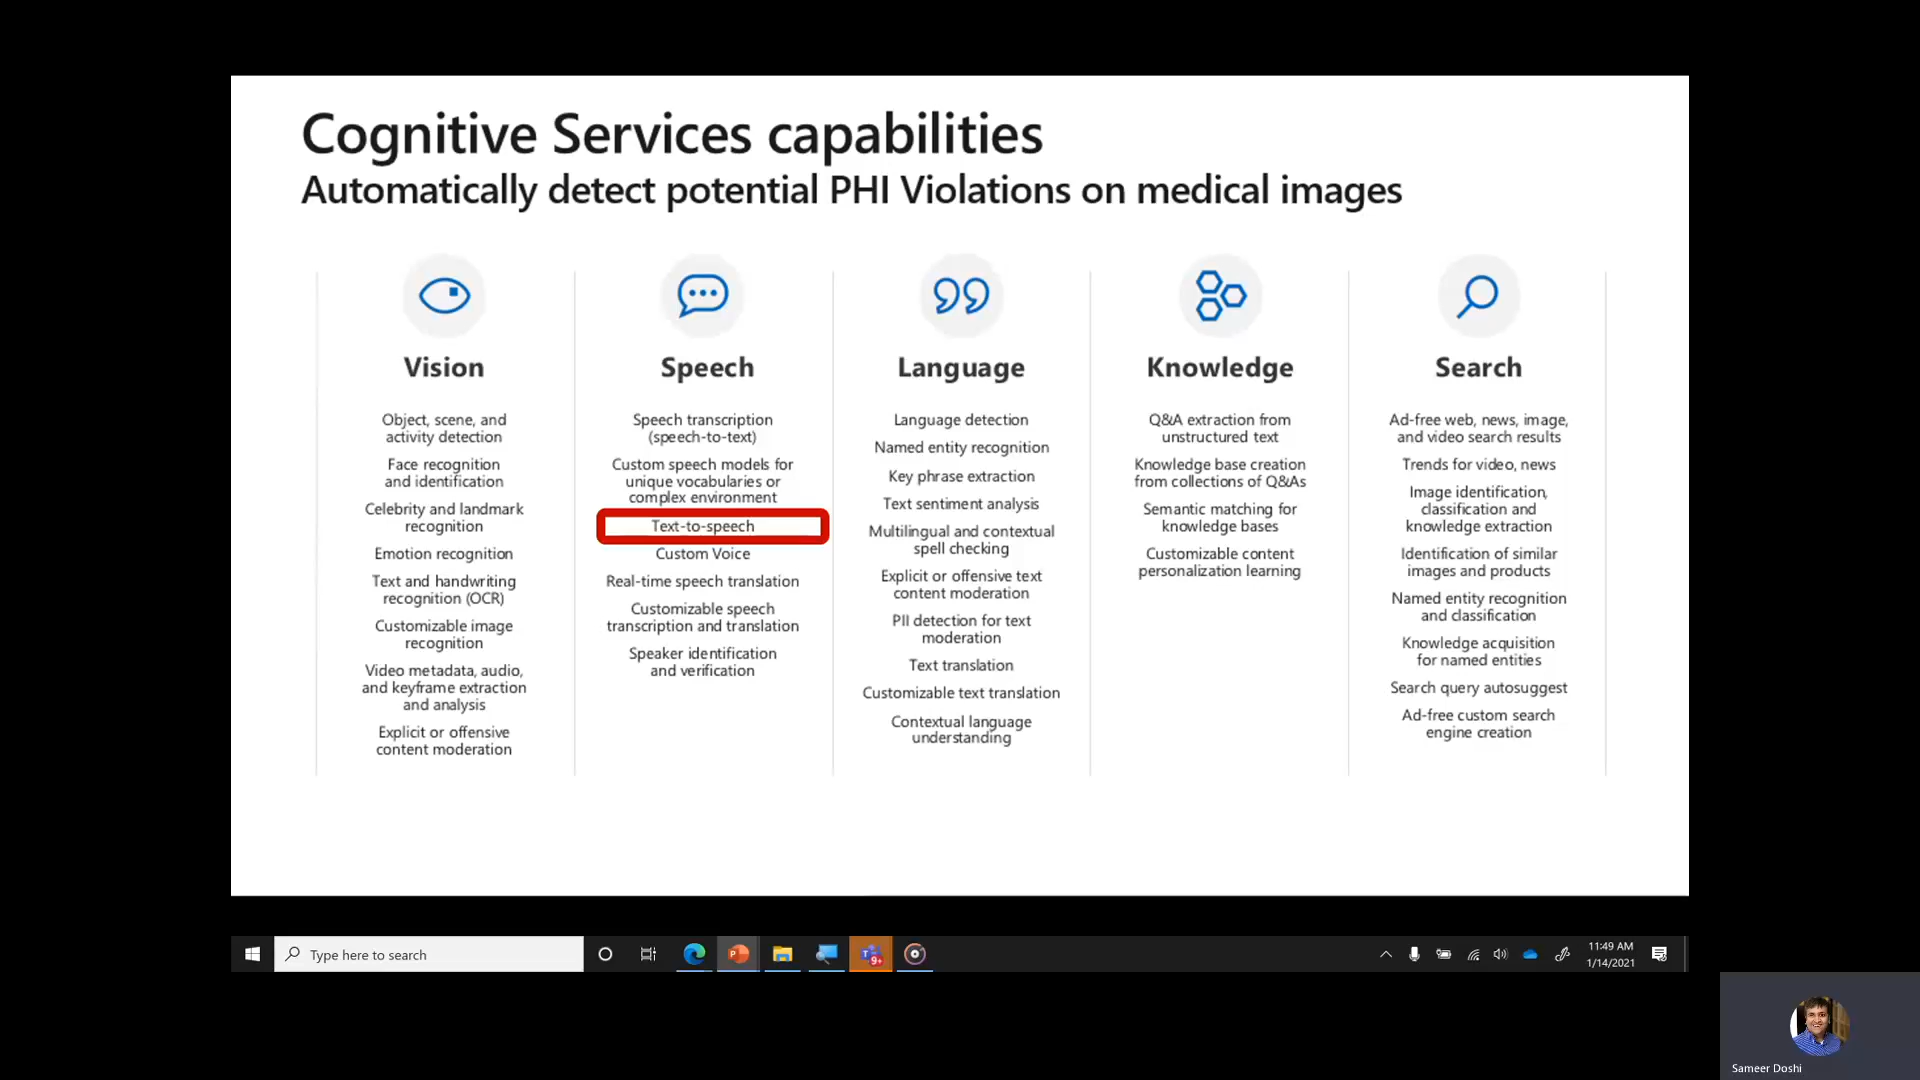 Cognitive Services capabilities
Automatically detect potential PHI Violations on medical images
Vision
Object, scene, and
activity detection
Face recognition
and identification
Celebrity and landmark
recognition
Emotion recognition
Text and handwriting
recognition (OCR)
Customizable image
recognition
Video metadata, audio,
and keyframe extraction
and analysis
Explicit or offensive
content moderation
Speech
Speech transcription
(speech-to-text)
Custom speech models for
unique vocabularies or
complex environment
Text-to-speech
Custom Voice
Real-time speech translation
Customizable speech
transcription and translation
Speaker identification
and verification
Language
Language detection
Named entity recognition
Key phrase extraction
Text sentiment analysis
Multilingual and contextual
spell checking
Explicit or offensive text
content moderation
PII detection for text
moderation
Text translation
Customizable text translation
Contextual language
understanding
Knowledge
Q&A extraction from
unstructured text
Knowledge base creation
from collections of Q&As
Semantic matching for
knowledge bases
Customizable content
personalization learning
Search
Ad-free web, news, image,
and video search results
Trends for video, news
Image identification,
classification and
knowledge extraction
Identification of similar
images and products
Named entity recognition
and classification
Knowledge acquisition
for named entities
Search query autosuggest
Ad-free custom search
engine creation
Type here to search
P
T
9+
11:49 AM
1/14/2021
Sameer Doshi